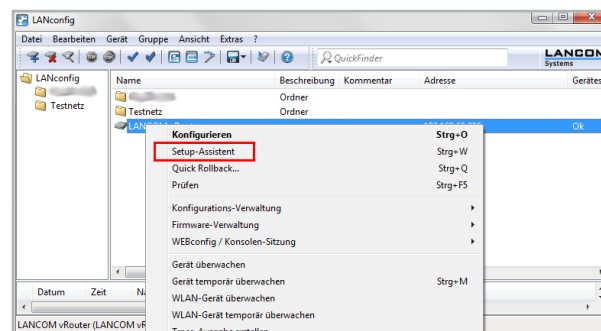 LANconfig
Datei Bearbeiten Gerät Gruppe Ansicht Extras ?
QuickFinder
LANCOM
Systems
LANconfig
Testnetz
Name Beschreibung Kommentar Adresse Gerätes
Ordner
Testnetz Ordner
Ok
Konfigurieren Strg+O
Setup-Assistent Strg+W
Quick Rollback... Strg+Q
Prüfen Strg+F5
Konfigurations-Verwaltung
Firmware-Verwaltung
WEBconfig / Konsolen-Sitzung
Gerät überwachen
Gerät temporär überwachen Strg+M
WLAN-Gerät überwachen
WLAN-Gerät temporär überwachen
Trace-Ausgabe erstellen
Datum Zeit
LANCOM vRouter (LANCOM vR